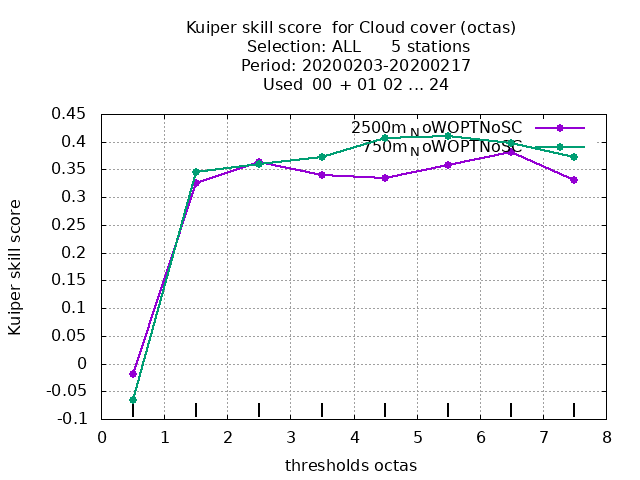 Kuiper skill score  for Cloud cover (octas)
Selection: ALL      5 stations
Period: 20200203-20200217
Used  00  + 01 02 ... 24
0.45
0.4
0.35
0.3
0.25
0.2
0.15
0.1
0.05
0
-0.05
-0.1
2500mNoWOPTNoSC
750mNoWOPTNoSC
Kuiper skill score
0 1 2 3 4 5 6 7 8
thresholds octas